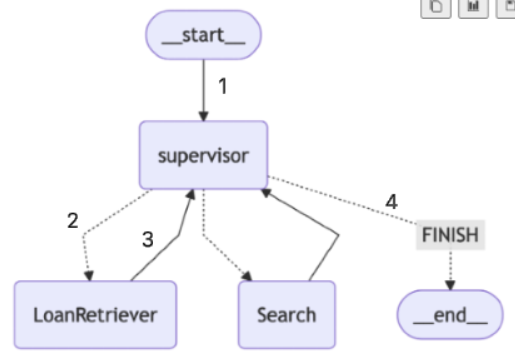 __start__
1
supervisor
4
2
3
FINISH
LoanRetriever
Search
__end__